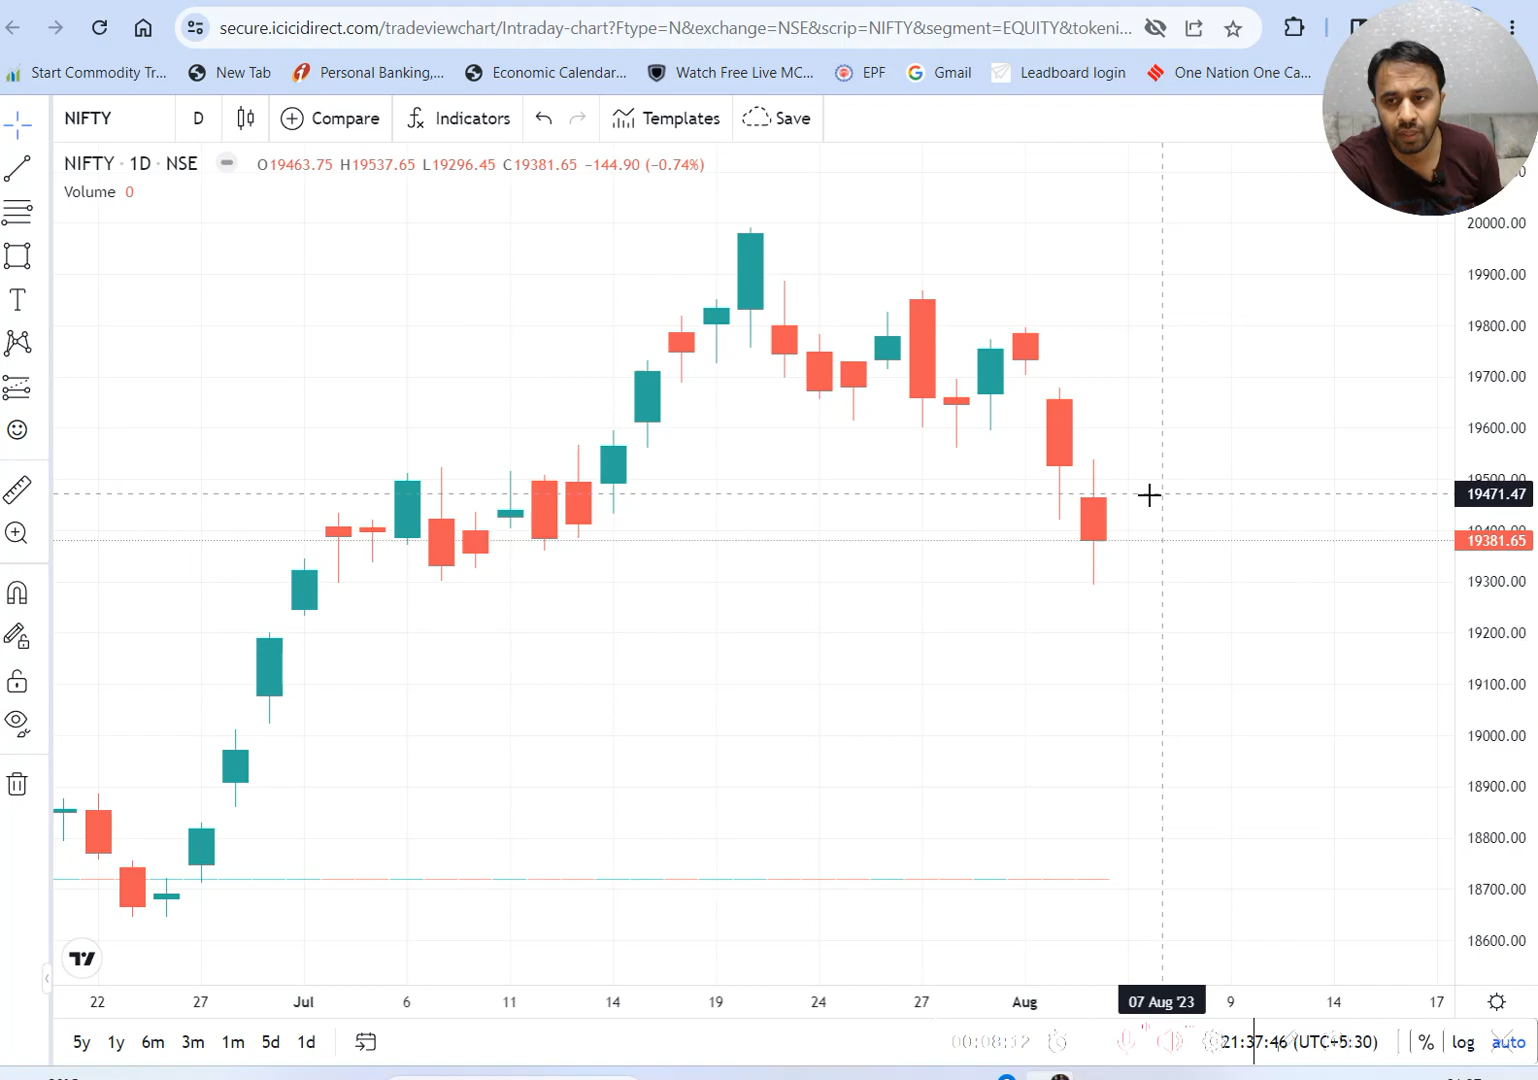 secure.icicidirect.com/tradeviewchart/Intraday-chart?Ftype=N&exchange=NSE&scrip=NIFTY&segment=EQUITY&tokeni...
Start Commodity Tr... New Tab Personal Banking,... Economic Calendar... Watch Free Live MC... EPF Gmail Leadboard login One Nation One Ca...
NIFTY D Compare Indicators Templates Save
NIFTY · 1D · NSE O19463.75 H19537.65 L19296.45 C19381.65 −144.90 (−0.74%)
Volume 0
20000.00
19900.00
19800.00
19700.00
19600.00
19500.00
19471.47
19400.00
19381.65
19300.00
19200.00
19100.00
19000.00
18900.00
18800.00
18700.00
18600.00
22 27 Jul 6 11 14 19 24 27 Aug 07 Aug '23 9 14 17
5y 1y 6m 3m 1m 5d 1d 00:08:12 21:37:46 (UTC+5:30) % log auto